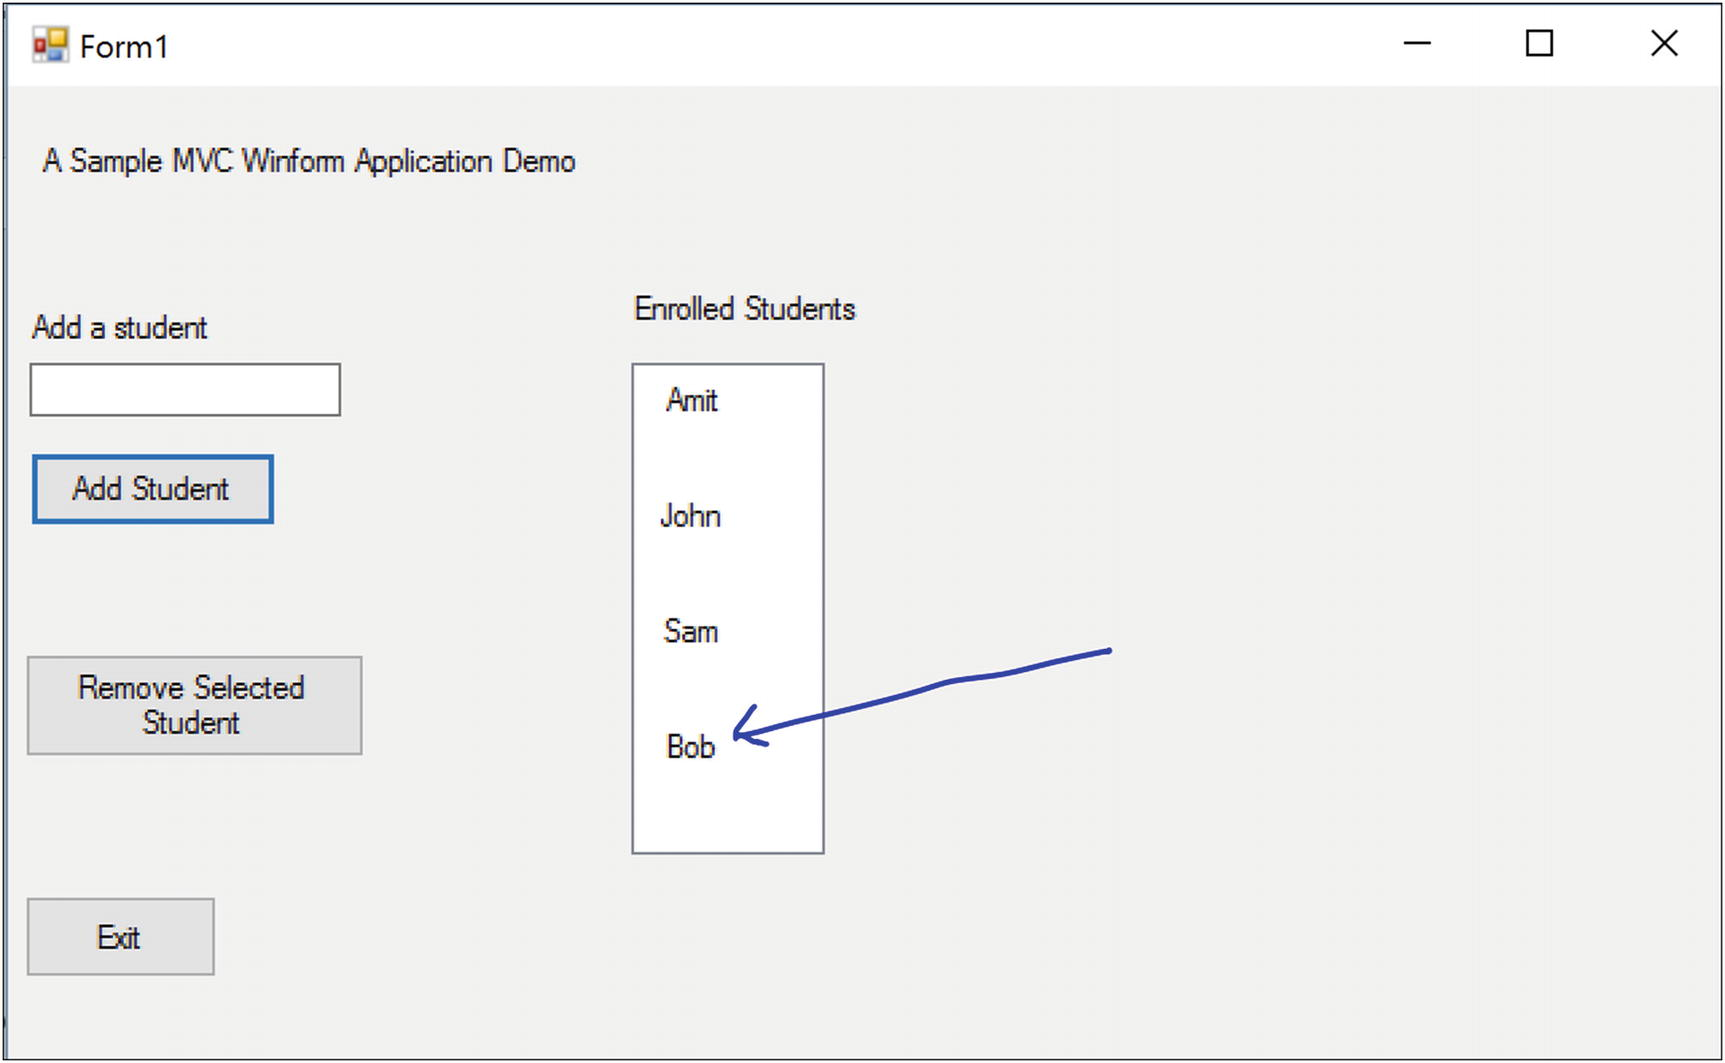 Form1
A Sample MVC Winform Application Demo
Add a student
Add Student
Remove Selected
Student
Exit
Enrolled Students
Amit
John
Sam
Bob